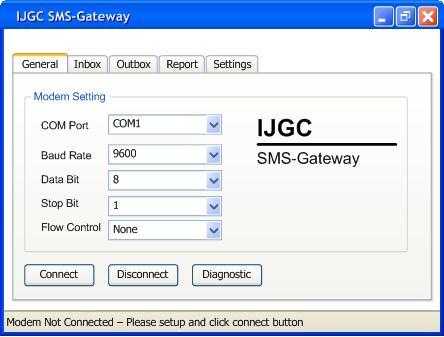 IJGC SMS-Gateway
General Inbox Outbox Report Settings
Modem Setting
COM Port COM1
Baud Rate 9600
Data Bit 8
Stop Bit 1
Flow Control None
IJGC
SMS-Gateway
Connect Disconnect Diagnostic
Modem Not Connected – Please setup and click connect button